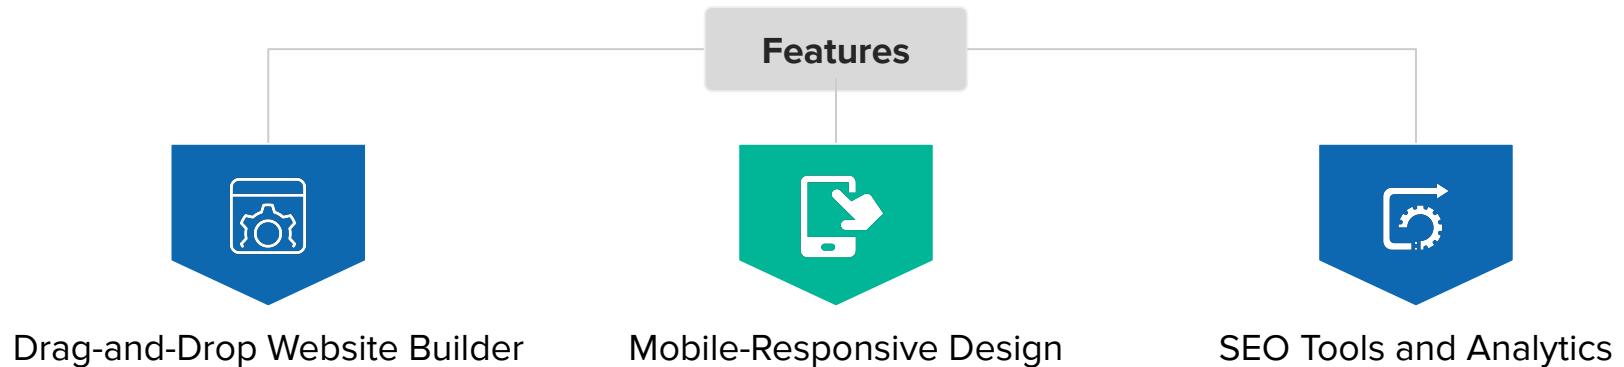 Features
Drag-and-Drop Website Builder
Mobile-Responsive Design
SEO Tools and Analytics